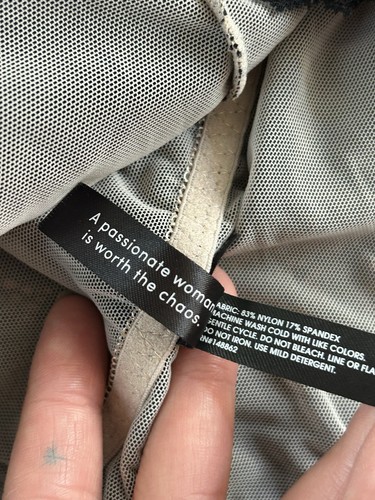 A passionate woman
is worth the chaos.
FABRIC: 83% NYLON 17% SPANDEX
MACHINE WASH COLD WITH LIKE COLORS.
GENTLE CYCLE. DO NOT BLEACH. LINE OR FLA
DO NOT IRON. USE MILD DETERGENT.
RN#148862